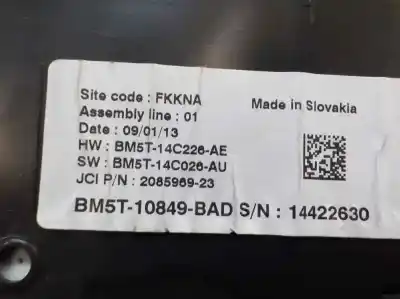 Site code : FKKNA
Made in Slovakia
Assembly line : 01
Date : 09/01/13
HW : BM5T-14C226-AE
SW : BM5T-14C026-AU
JCI P/N : 2085969-23
BM5T-10849-BAD S/N : 14422630